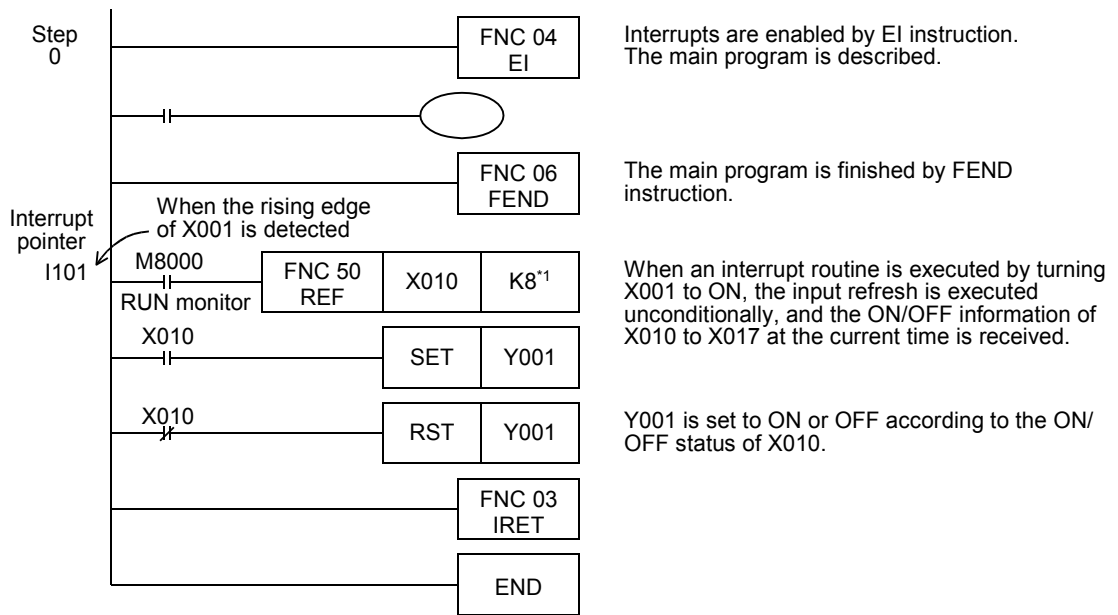 Step
0
FNC 04
EI
Interrupts are enabled by EI instruction.
The main program is described.
FNC 06
FEND
The main program is finished by FEND
instruction.
Interrupt
pointer
I101
When the rising edge
of X001 is detected
M8000
RUN monitor
FNC 50
REF
X010
K8*1
When an interrupt routine is executed by turning
X001 to ON, the input refresh is executed
unconditionally, and the ON/OFF information of
X010 to X017 at the current time is received.
X010
SET
Y001
X010
RST
Y001
Y001 is set to ON or OFF according to the ON/
OFF status of X010.
FNC 03
IRET
END